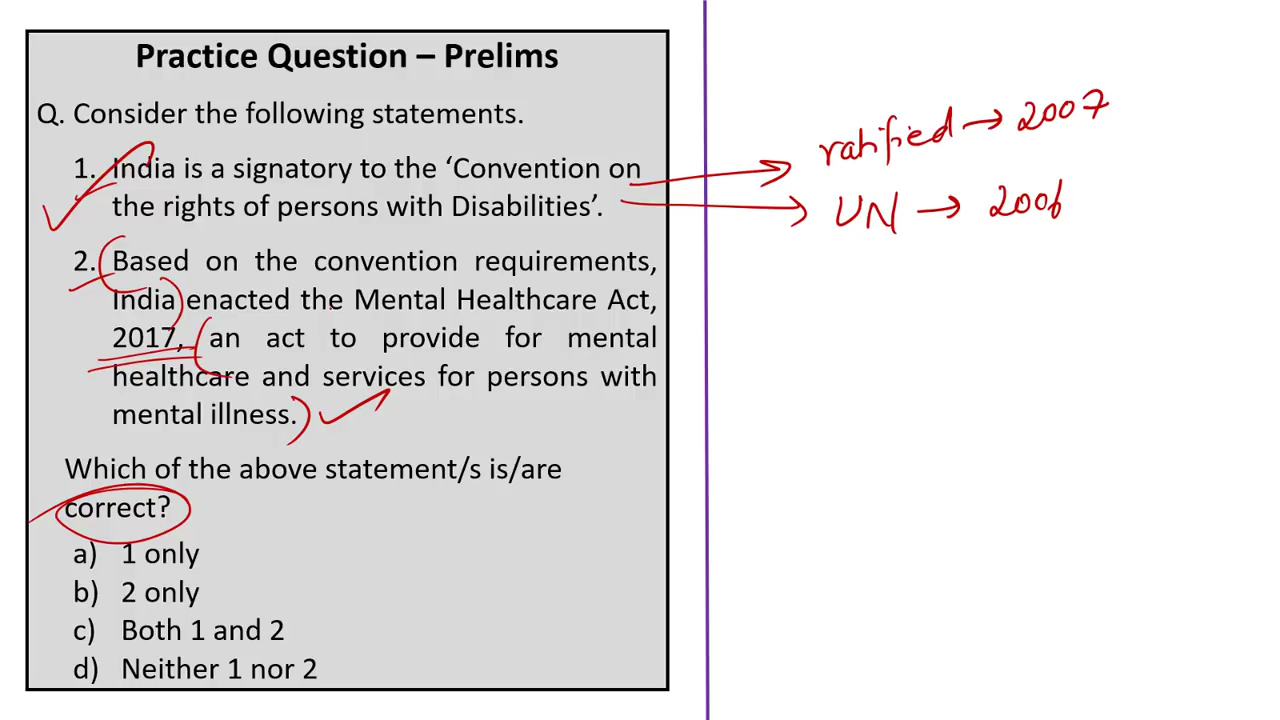 Practice Question – Prelims
Q. Consider the following statements.
1. India is a signatory to the ‘Convention on
the rights of persons with Disabilities’.
2. Based on the convention requirements,
India enacted the Mental Healthcare Act,
2017, an act to provide for mental
healthcare and services for persons with
mental illness.
Which of the above statement/s is/are
correct?
a) 1 only
b) 2 only
c) Both 1 and 2
d) Neither 1 nor 2
ratified → 2007
UN → 2006